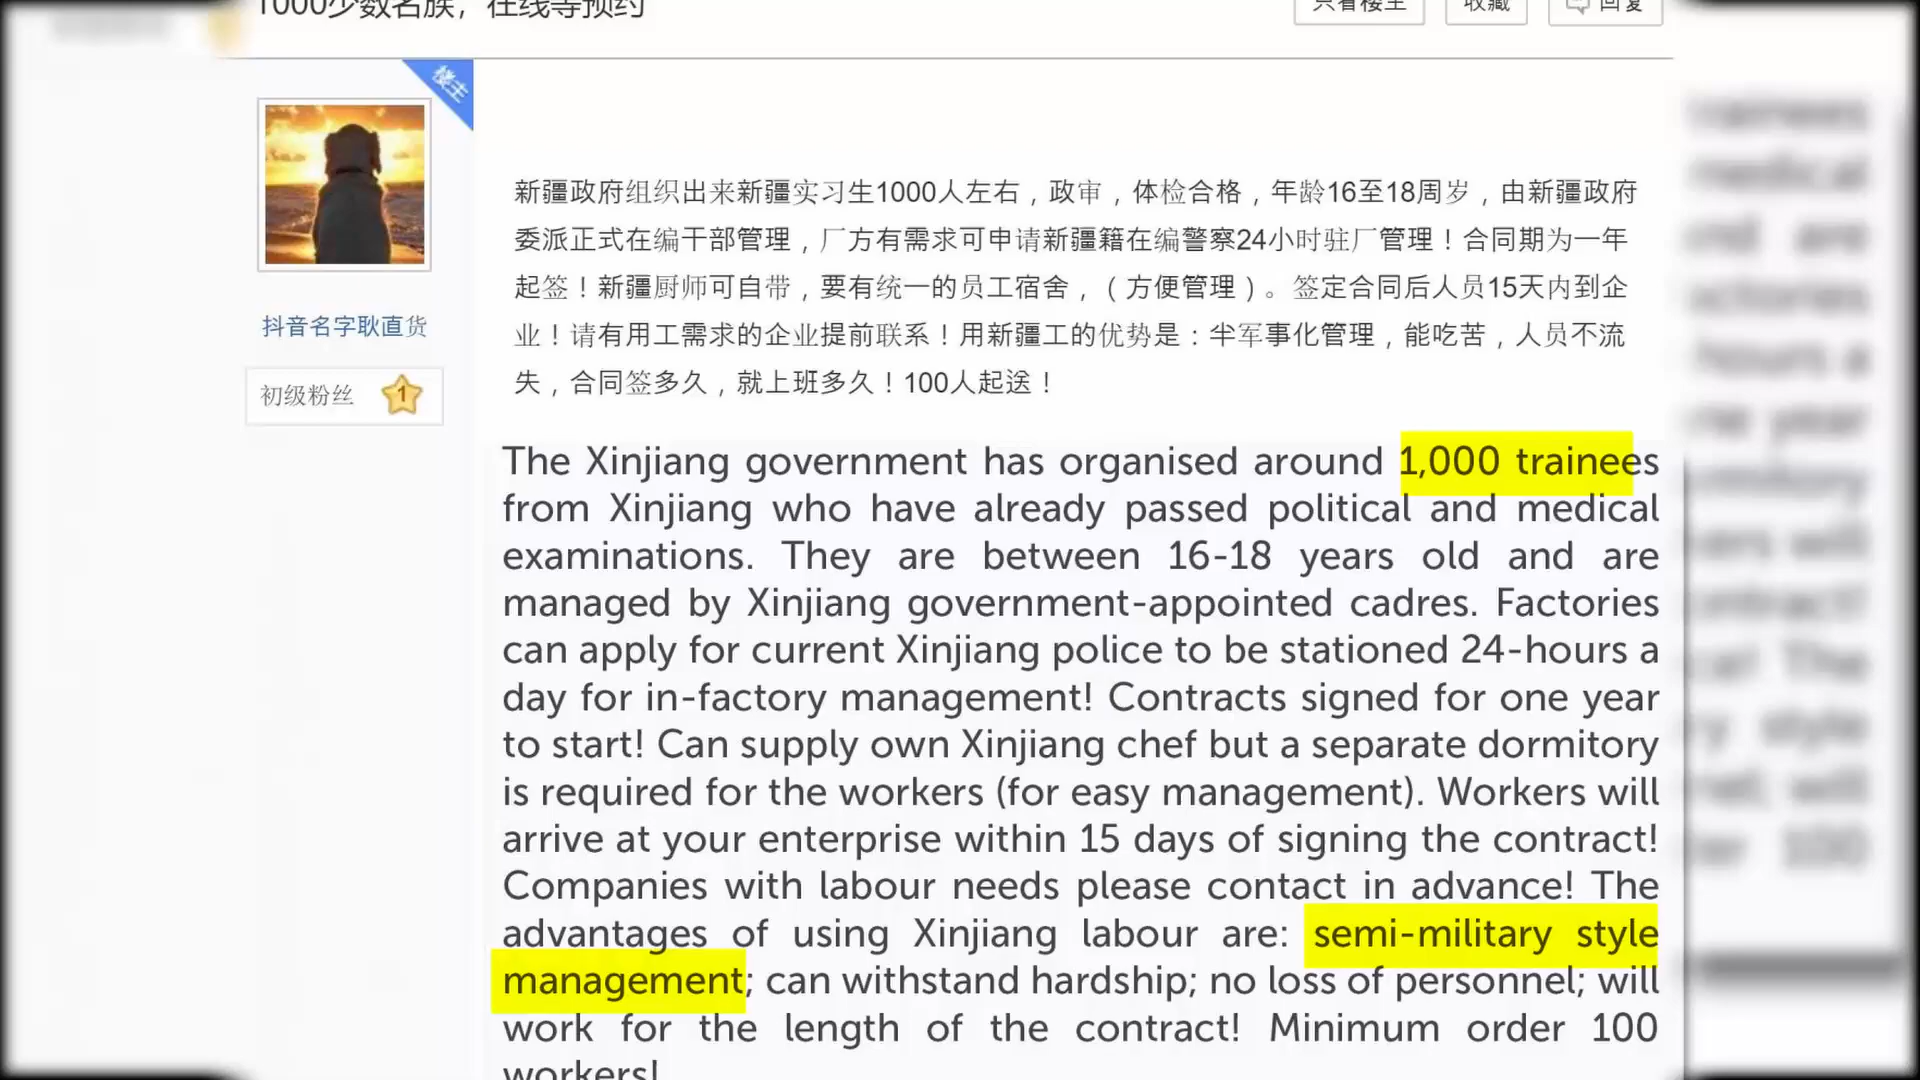 1000少数名族，在线等预约
只看楼主
收藏
回复
楼主
新疆政府组织出来新疆实习生1000人左右，政审，体检合格，年龄16至18周岁，由新疆政府
委派正式在编干部管理，厂方有需求可申请新疆籍在编警察24小时驻厂管理！合同期为一年
起签！新疆厨师可自带，要有统一的员工宿舍，（方便管理）。签定合同后人员15天内到企
业！请有用工需求的企业提前联系！用新疆工的优势是：半军事化管理，能吃苦，人员不流
失，合同签多久，就上班多久！100人起送！
抖音名字耿直货
初级粉丝 1
The Xinjiang government has organised around 1,000 trainees
from Xinjiang who have already passed political and medical
examinations. They are between 16-18 years old and are
managed by Xinjiang government-appointed cadres. Factories
can apply for current Xinjiang police to be stationed 24-hours a
day for in-factory management! Contracts signed for one year
to start! Can supply own Xinjiang chef but a separate dormitory
is required for the workers (for easy management). Workers will
arrive at your enterprise within 15 days of signing the contract!
Companies with labour needs please contact in advance! The
advantages of using Xinjiang labour are: semi-military style
management; can withstand hardship; no loss of personnel; will
work for the length of the contract! Minimum order 100
workers!